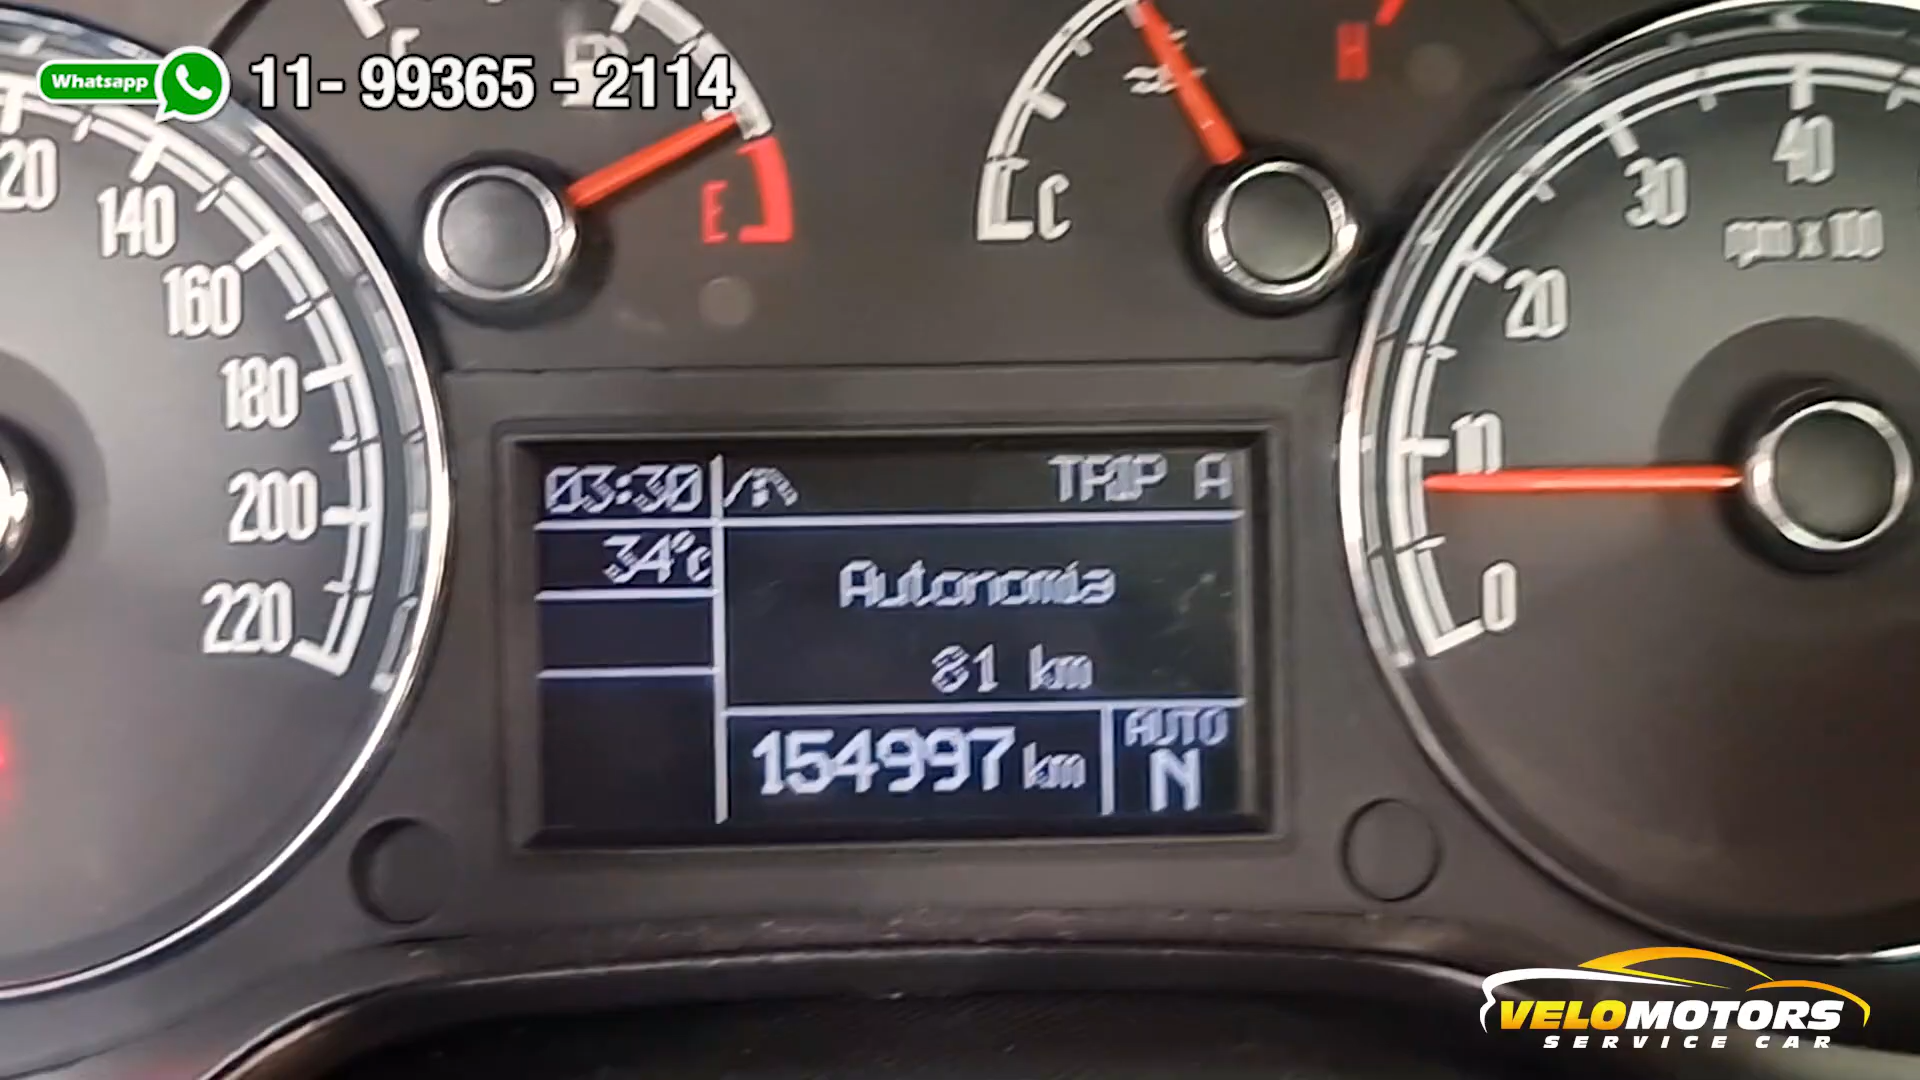 Whatsapp 11- 99365 - 2114
E
C
H
140
160
180
200
220
0
10
20
30
40
rpm x 100
03:30
TRIP A
34°C
Autonomia
81 km
154997 km
AUTO
N
VELOMOTORS
SERVICE CAR